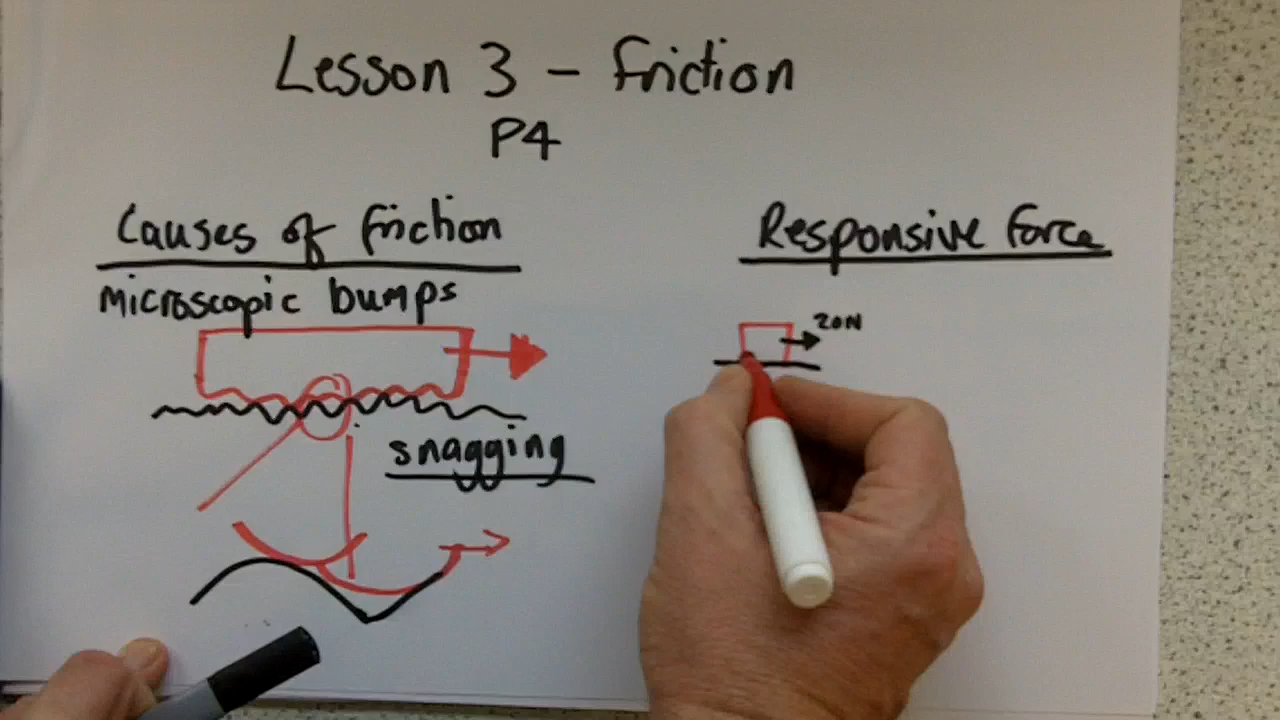 Lesson 3 - Friction
P4
Causes of friction
Microscopic bumps
snagging
Responsive Force
20N